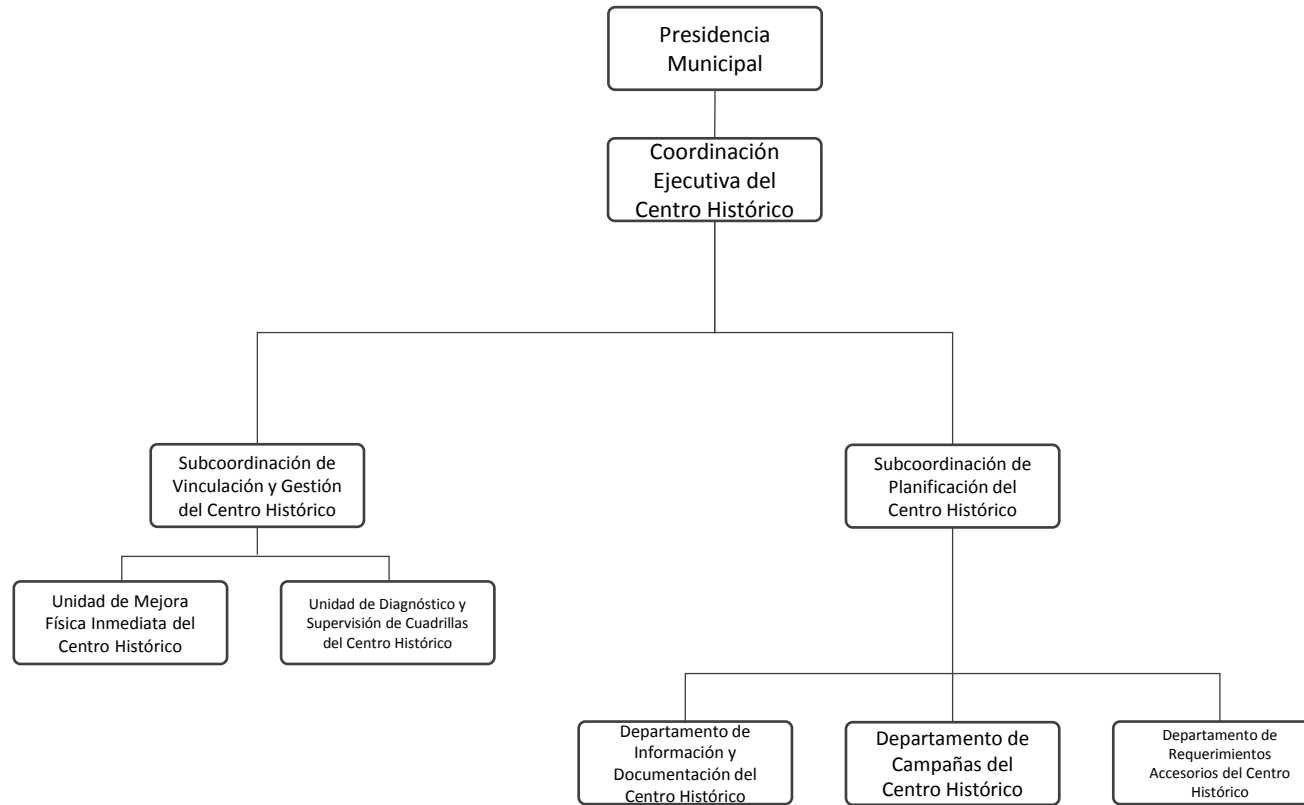 Presidencia
Municipal
Coordinación
Ejecutiva del
Centro Histórico
Subcoordinación de
Vinculación y Gestión
del Centro Histórico
Subcoordinación de
Planificación del
Centro Histórico
Unidad de Mejora
Física Inmediata del
Centro Histórico
Unidad de Diagnóstico y
Supervisión de Cuadrillas
del Centro Histórico
Departamento de
Información y
Documentación del
Centro Histórico
Departamento de
Campañas del
Centro Histórico
Departamento de
Requerimientos
Accesorios del Centro
Histórico